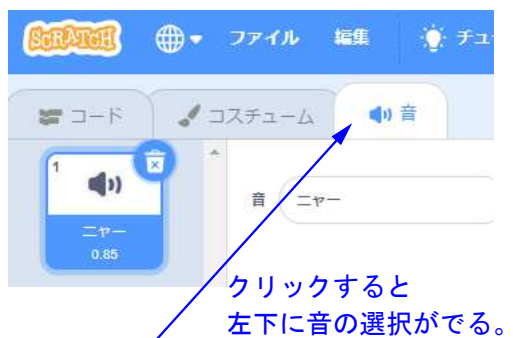 SCRATCH ファイル 編集 チュ
コード コスチューム 音
1
音 ニャー
ニャー
0.85
クリックすると
左下に音の選択がでる。